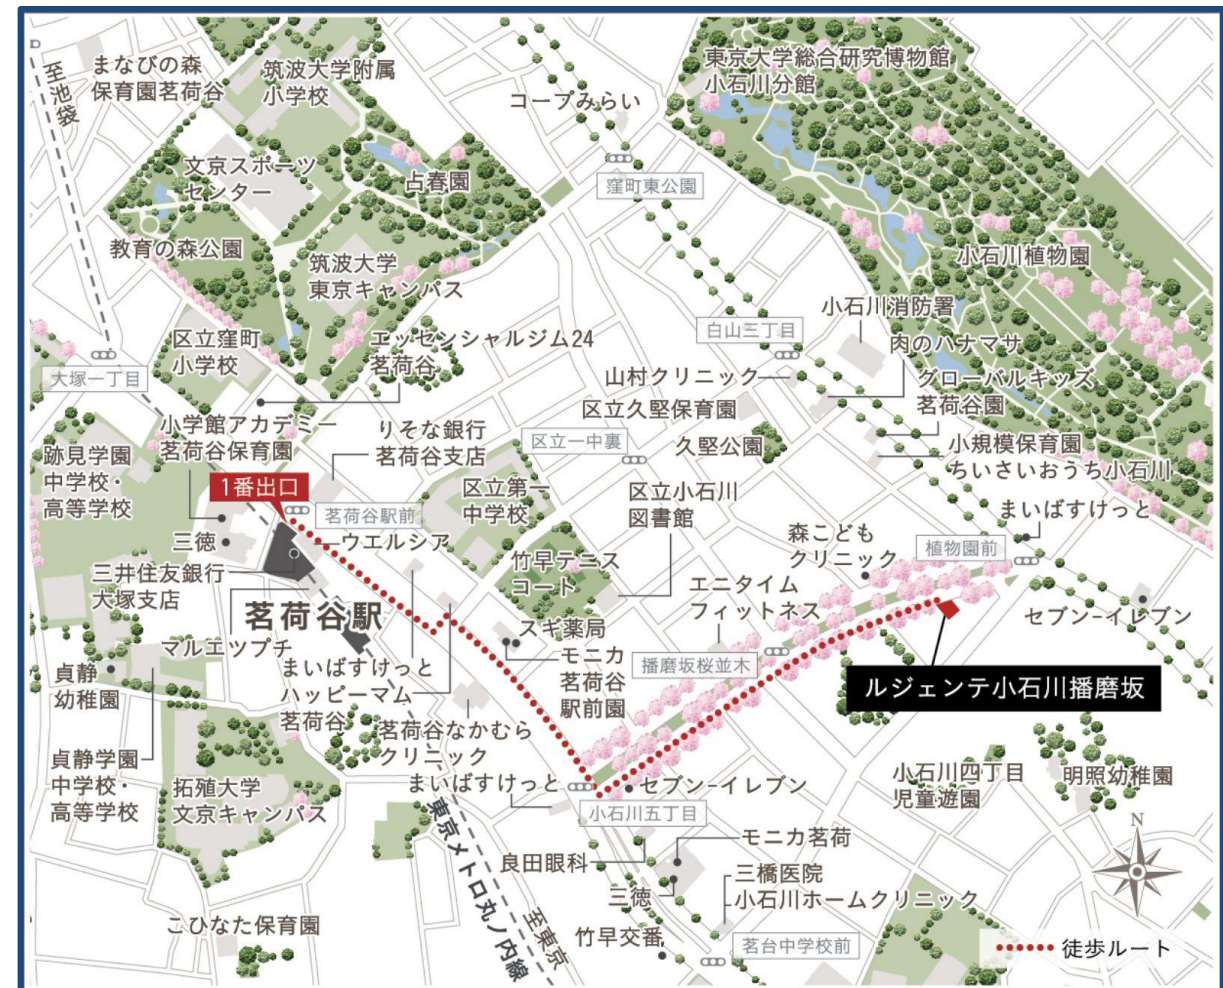 至池袋
まなびの森
保育園茗荷谷
筑波大学附属
小学校
コープみらい
東京大学総合研究博物館
小石川分館
文京スポーツ
センター
占春園
窪町東公園
教育の森公園
筑波大学
東京キャンパス
小石川植物園
大塚一丁目
区立窪町
小学校
エッセンシャルジム24
茗荷谷
白山三丁目
小石川消防署
肉のハナマサ
山村クリニック
グローバルキッズ
茗荷谷園
区立久堅保育園
小学館アカデミー
茗荷谷保育園
りそな銀行
茗荷谷支店
区立一中裏
久堅公園
小規模保育園
ちいさいおうち小石川
跡見学園
中学校・
高等学校
1番出口
茗荷谷駅前
区立第一
中学校
区立小石川
図書館
まいばすけっと
三徳
ウエルシア
森こども
クリニック
植物園前
三井住友銀行
大塚支店
竹早テニス
コート
エニタイム
フィットネス
セブン-イレブン
茗荷谷駅
マルエツプチ
スギ薬局
モニカ
茗荷谷
駅前園
播磨坂桜並木
ルジェンテ小石川播磨坂
貞静
幼稚園
まいばすけっと
ハッピーマム
茗荷谷
茗荷谷なかむら
クリニック
まいばすけっと
セブン-イレブン
貞静学園
中学校・
高等学校
拓殖大学
文京キャンパス
小石川五丁目
小石川四丁目
児童遊園
明照幼稚園
東京メトロ丸ノ内線
至東京
良田眼科
モニカ茗荷
三徳
三橋医院
小石川ホームクリニック
こひなた保育園
竹早交番
茗台中学校前
N
徒歩ルート